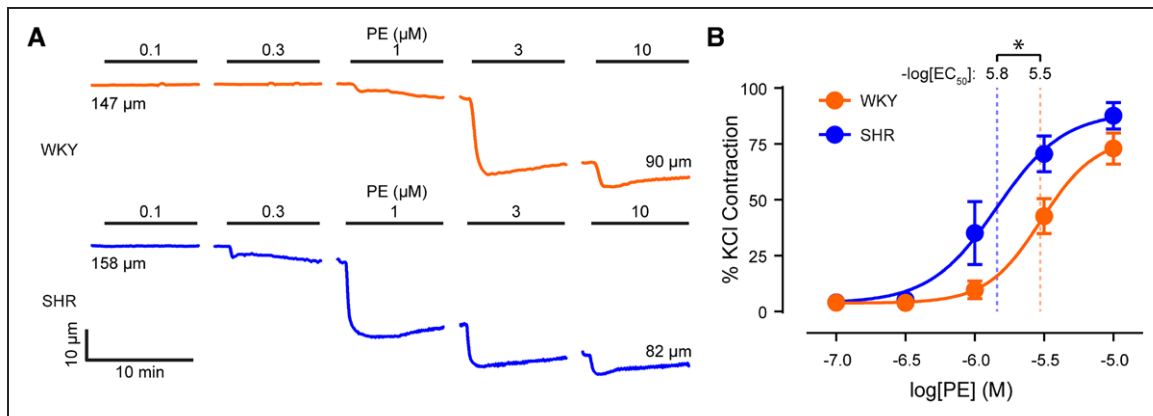 A
PE (µM)
0.1 0.3 1 3 10
147 µm
WKY
90 µm
PE (µM)
0.1 0.3 1 3 10
158 µm
SHR
82 µm
10 µm
10 min
B
*
-log[EC50]: 5.8 5.5
WKY
SHR
100
75
50
25
0
% KCl Contraction
-7.0 -6.5 -6.0 -5.5 -5.0
log[PE] (M)